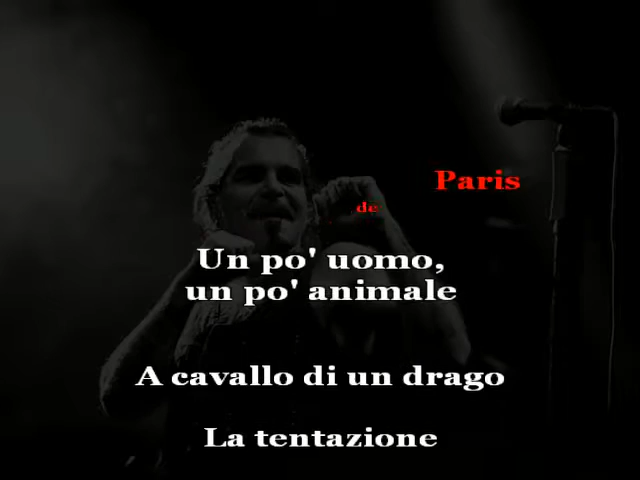 Paris
de
Un po' uomo,
un po' animale
A cavallo di un drago
La tentazione